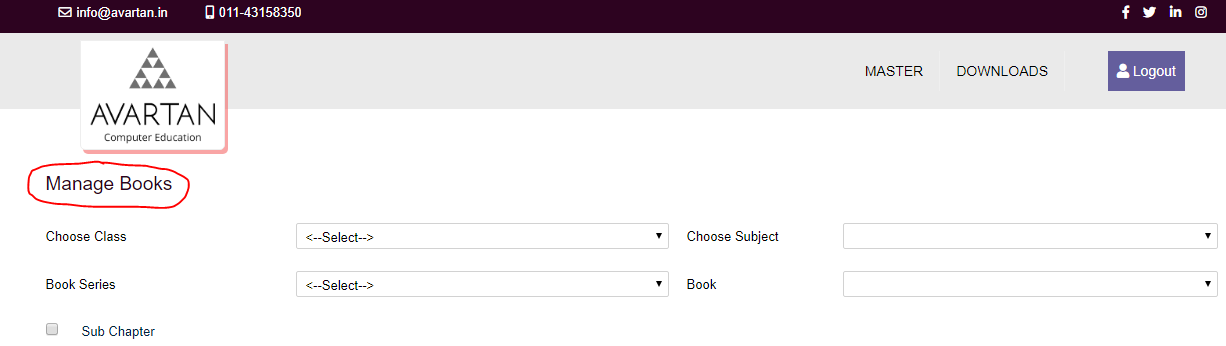 info@avartan.in 011-43158350
MASTER DOWNLOADS Logout
AVARTAN
Computer Education
Manage Books
Choose Class <--Select--> Choose Subject
Book Series <--Select--> Book
Sub Chapter